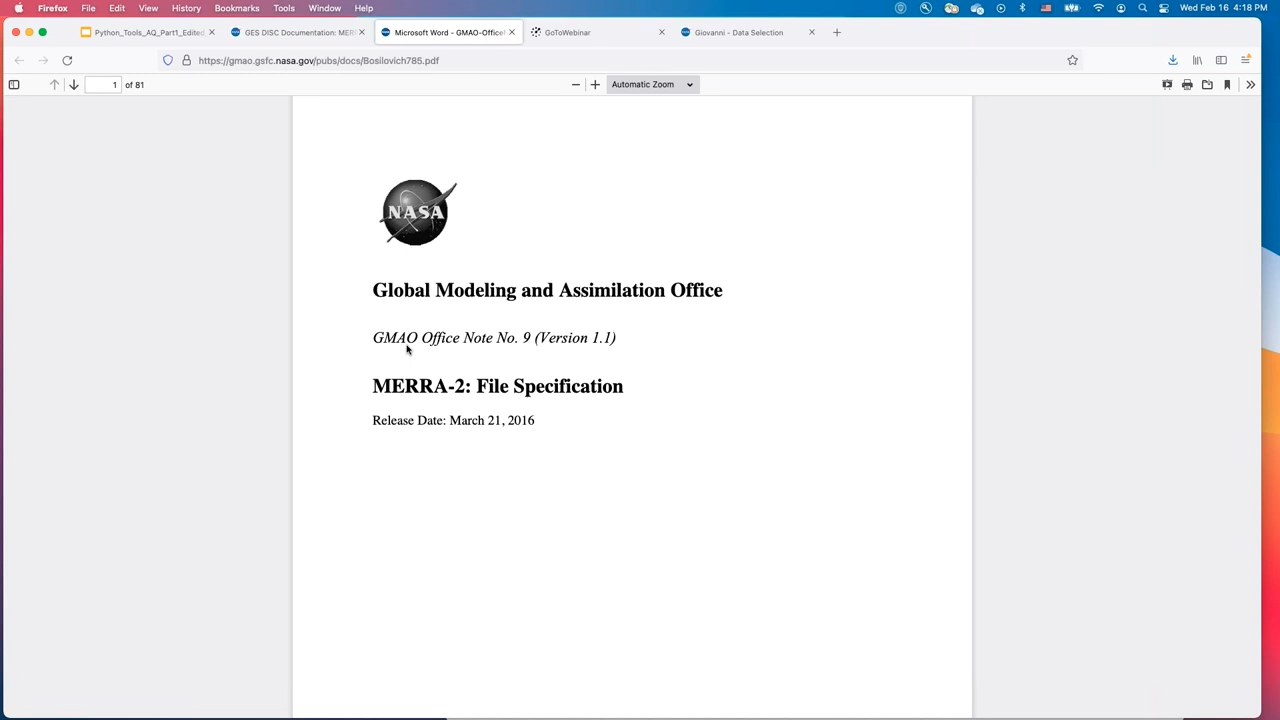 Firefox File Edit View History Bookmarks Tools Window Help Wed Feb 16 4:18 PM
Python_Tools_AQ_Part1_Edited GES DISC Documentation: MER Microsoft Word - GMAO-Office GoToWebinar Giovanni - Data Selection
https://gmao.gsfc.nasa.gov/pubs/docs/Bosilovich785.pdf
1 of 81 Automatic Zoom
NASA
Global Modeling and Assimilation Office
GMAO Office Note No. 9 (Version 1.1)
MERRA-2: File Specification
Release Date: March 21, 2016